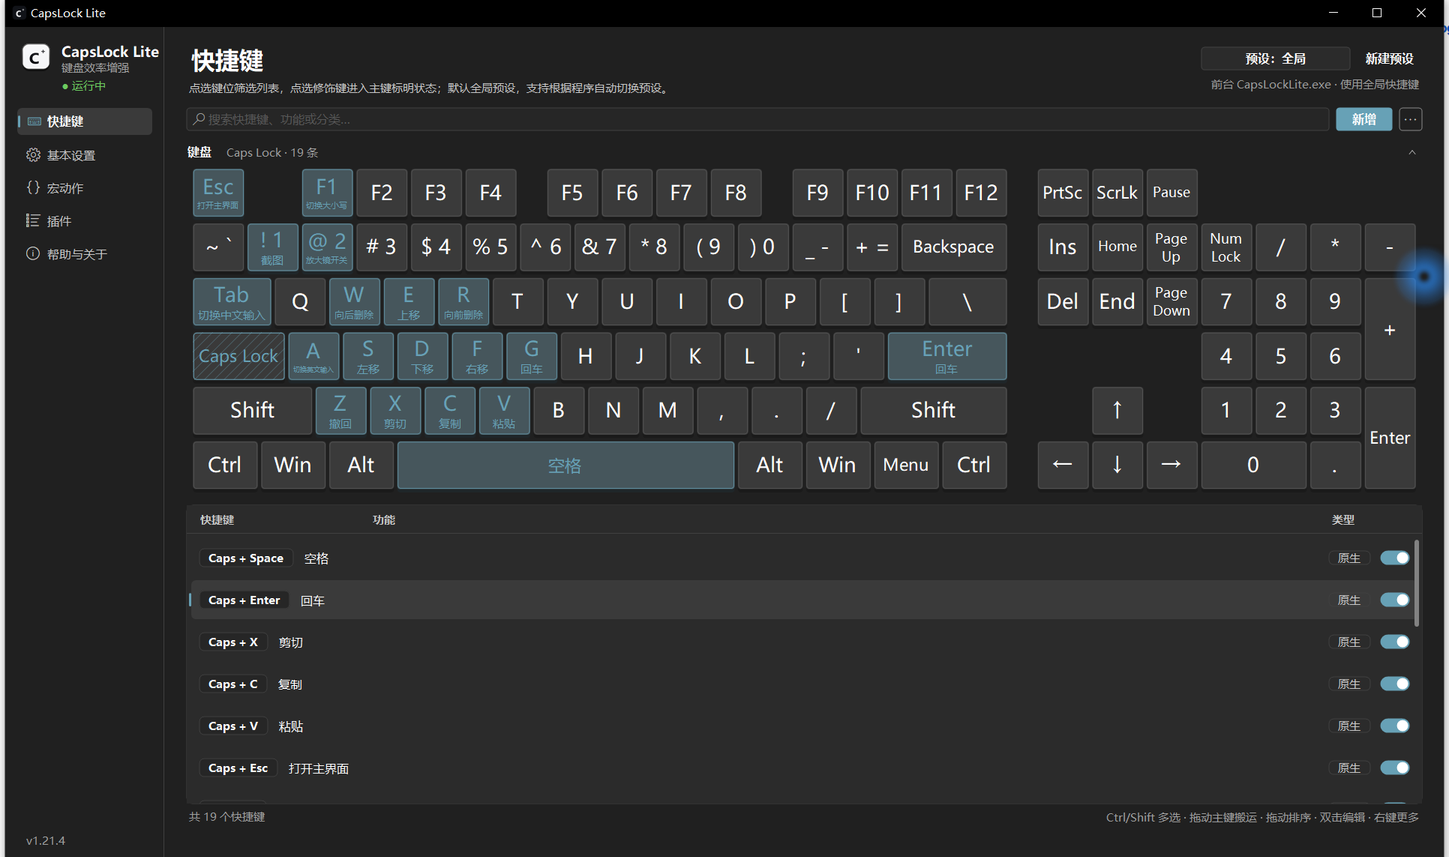 CapsLock Lite
CapsLock Lite
键盘效率增强
运行中
快捷键
基本设置
宏动作
插件
帮助与关于
v1.21.4
快捷键
点选键位筛选列表，点选修饰键进入主键标明状态；默认全局预设，支持根据程序自动切换预设。
预设：全局
新建预设
前台 CapsLockLite.exe · 使用全局快捷键
搜索快捷键、功能或分类...
新增
...
键盘 Caps Lock · 19 条
Esc 打开主界面 F1 切换大小写 F2 F3 F4 F5 F6 F7 F8 F9 F10 F11 F12 PrtSc ScrLk Pause
~ ` ! 1 截图 @ 2 放大镜开关 # 3 $ 4 % 5 ^ 6 & 7 * 8 ( 9 ) 0 _ - + = Backspace Ins Home Page Up Num Lock / * -
Tab 切换中文输入 Q W 向后删除 E 上移 R 向前删除 T Y U I O P [ ] \ Del End Page Down 7 8 9 +
Caps Lock A 切换英文输入 S 左移 D 下移 F 右移 G 回车 H J K L ; ' Enter 回车 4 5 6
Shift Z 撤回 X 剪切 C 复制 V 粘贴 B N M , . / Shift ↑ 1 2 3 Enter
Ctrl Win Alt 空格 Alt Win Menu Ctrl ← ↓ → 0 .
快捷键 功能 类型
Caps + Space 空格 原生
Caps + Enter 回车 原生
Caps + X 剪切 原生
Caps + C 复制 原生
Caps + V 粘贴 原生
Caps + Esc 打开主界面 原生
共 19 个快捷键
Ctrl/Shift 多选 · 拖动主键搬运 · 拖动排序 · 双击编辑 · 右键更多